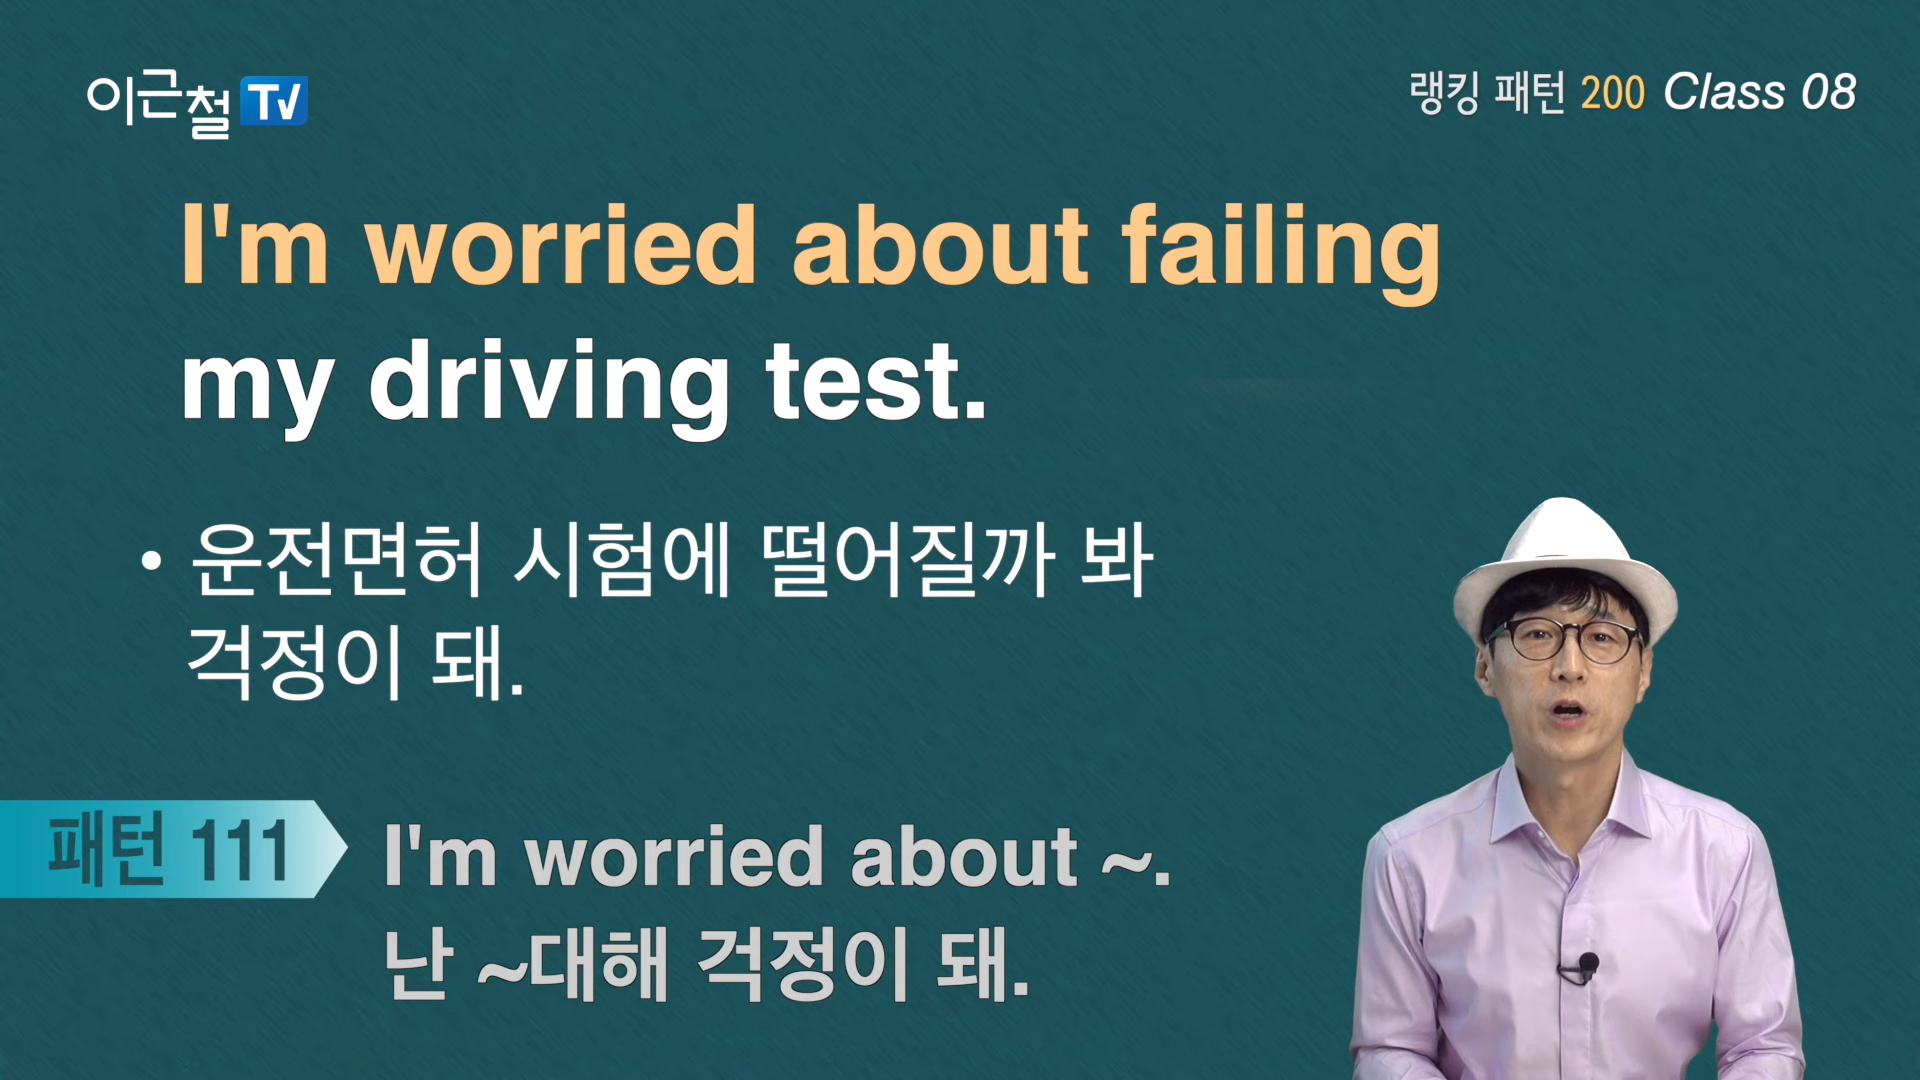 이근철 TV
랭킹 패턴 200 Class 08
I'm worried about failing
my driving test.
• 운전면허 시험에 떨어질까 봐
걱정이 돼.
패턴 111
I'm worried about ~.
난 ~대해 걱정이 돼.